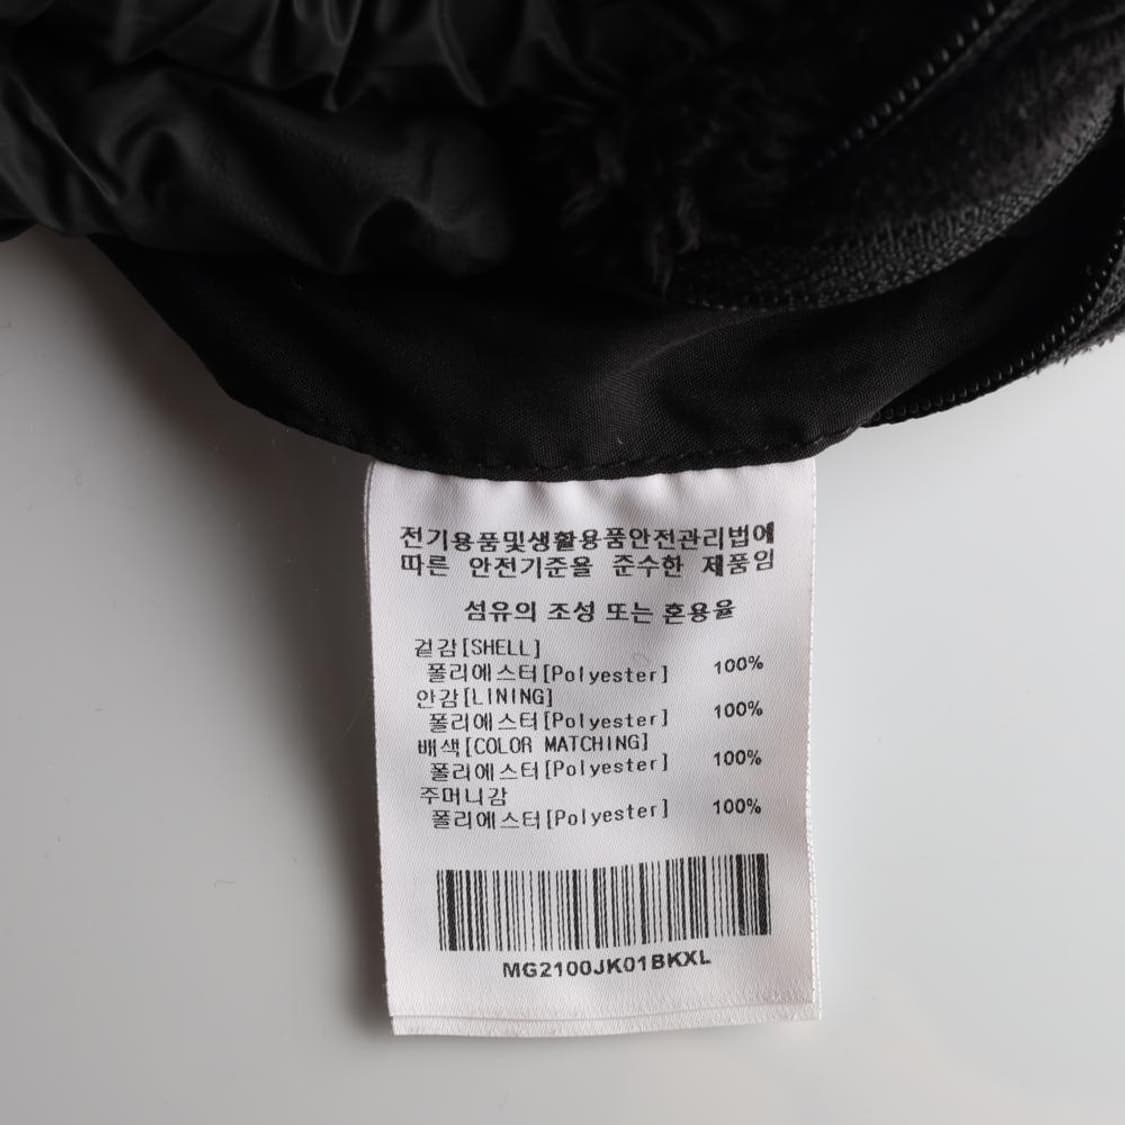 전기용품및생활용품안전관리법에
따른 안전기준을 준수한 제품임
섬유의 조성 또는 혼용율
겉감[SHELL]
폴리에스터[Polyester] 100%
안감[LINING]
폴리에스터[Polyester] 100%
배색[COLOR MATCHING]
폴리에스터[Polyester] 100%
주머니감
폴리에스터[Polyester] 100%
MG2100JK01BKXL